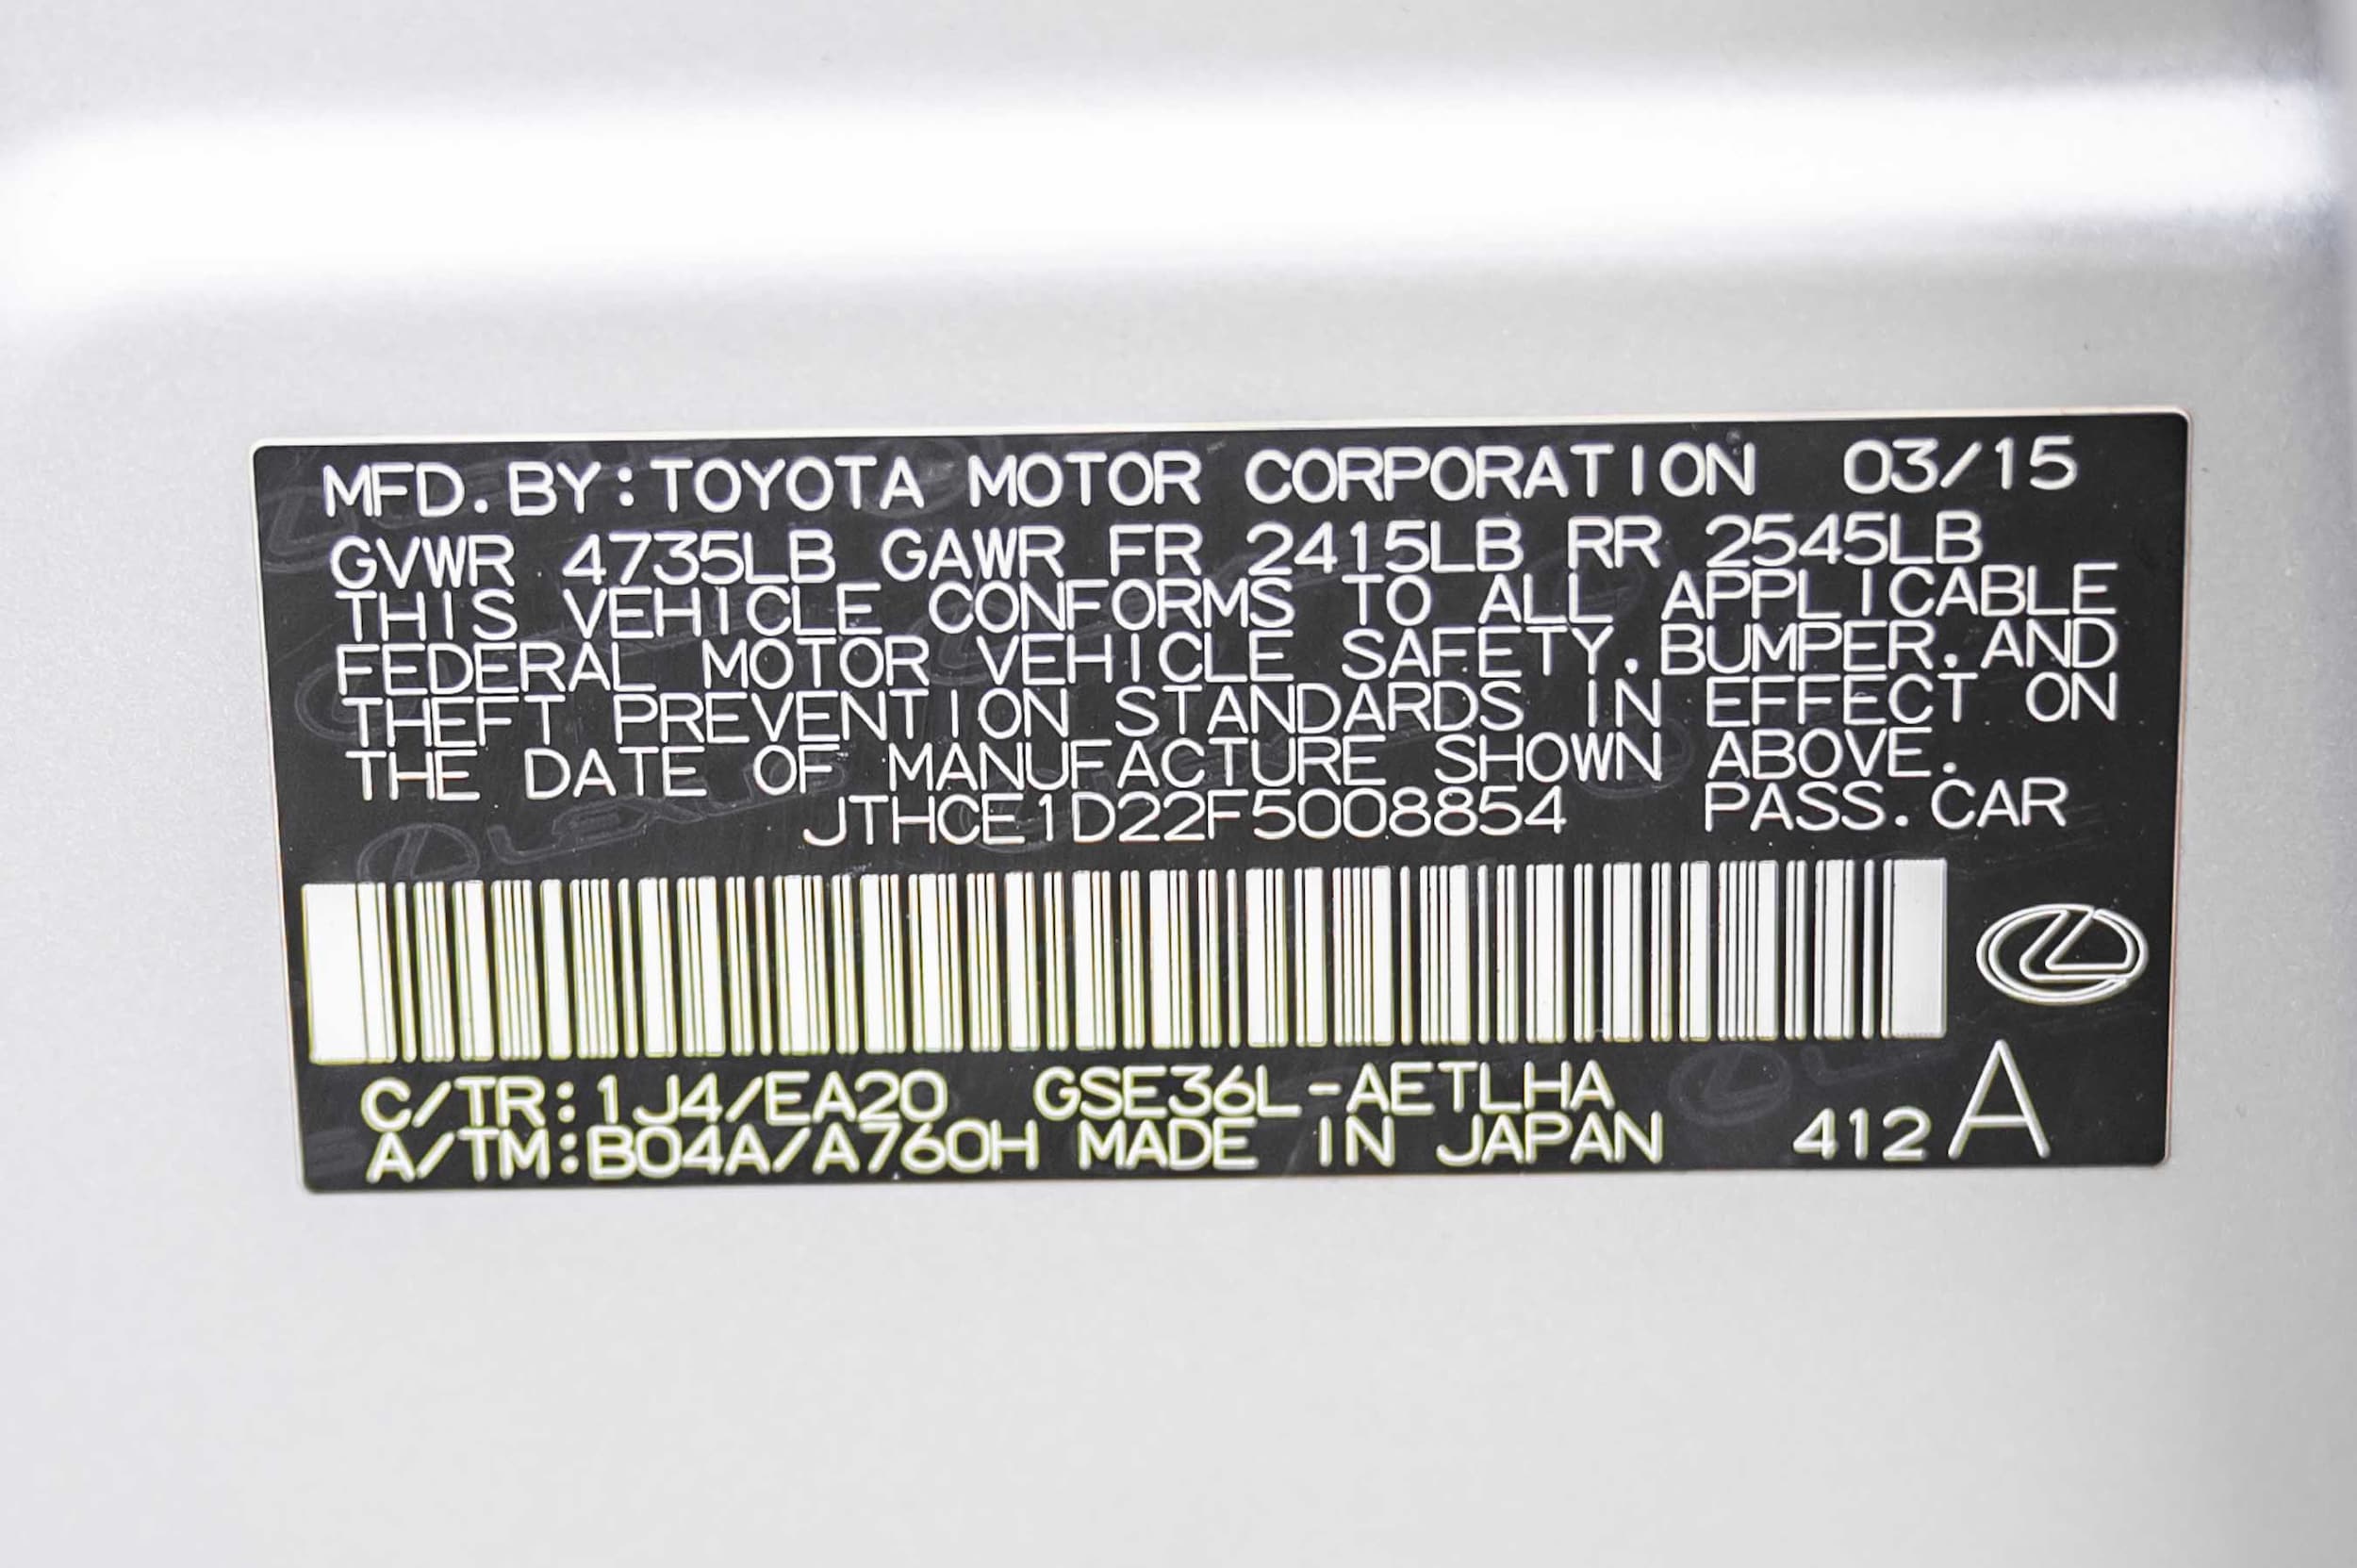 MFD. BY: TOYOTA MOTOR CORPORATION 03/15
GVWR 4735LB GAWR FR 2415LB RR 2545LB
THIS VEHICLE CONFORMS TO ALL APPLICABLE
FEDERAL MOTOR VEHICLE SAFETY, BUMPER, AND
THEFT PREVENTION STANDARDS IN EFFECT ON
THE DATE OF MANUFACTURE SHOWN ABOVE.
JTHCE1D22F5008854 PASS. CAR
LEXUS
C/TR: 1J4/EA20 GSE36L-AETLHA
A/TM: B04A/A760H MADE IN JAPAN 412 A